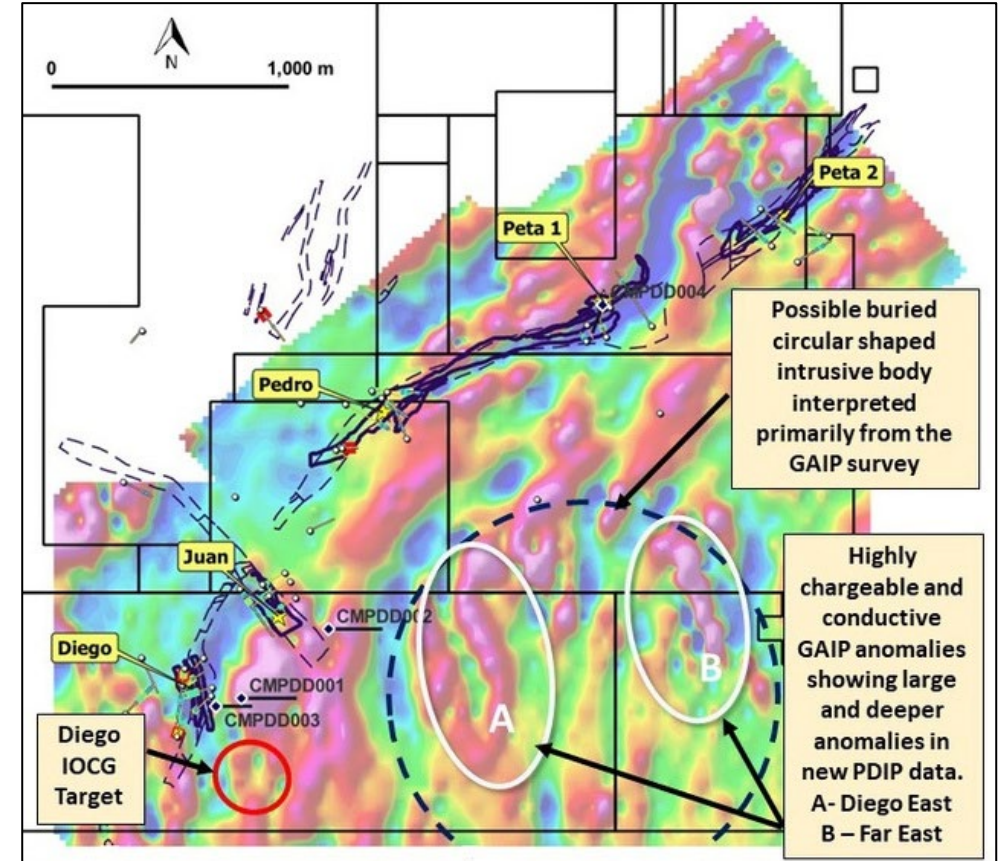 N
0
1,000 m
Peta 2
Peta 1
CMPDD004
Possible buried
circular shaped
intrusive body
interpreted
primarily from the
GAIP survey
Pedro
Juan
CMPDD002
Diego
CMPDD001
CMPDD003
Diego
IOCG
Target
A
B
Highly
chargeable and
conductive
GAIP anomalies
showing large
and deeper
anomalies in
new PDIP data.
A- Diego East
B – Far East